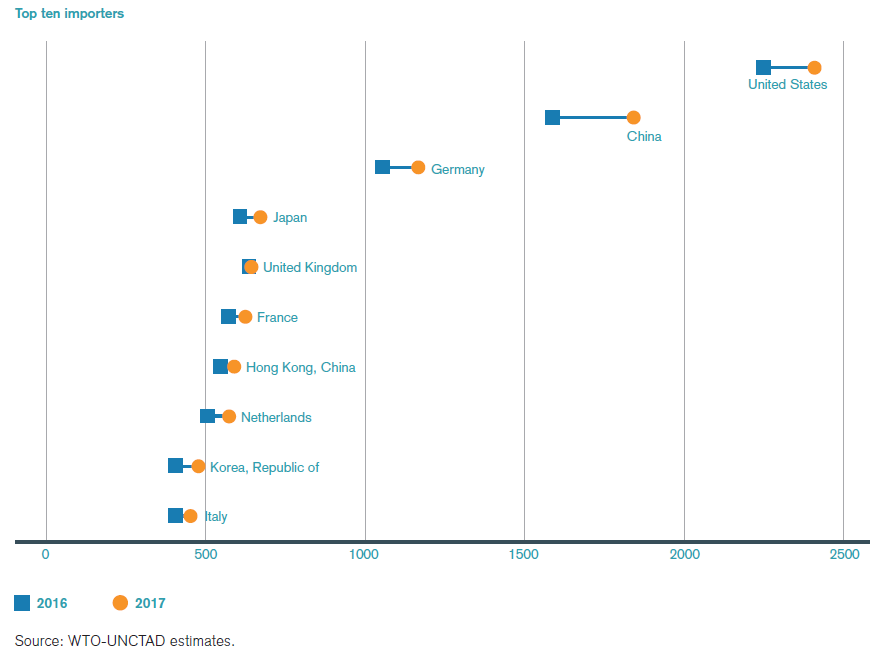 Top ten importers
United States
China
Germany
Japan
United Kingdom
France
Hong Kong, China
Netherlands
Korea, Republic of
Italy
0 500 1000 1500 2000 2500
2016 2017
Source: WTO-UNCTAD estimates.